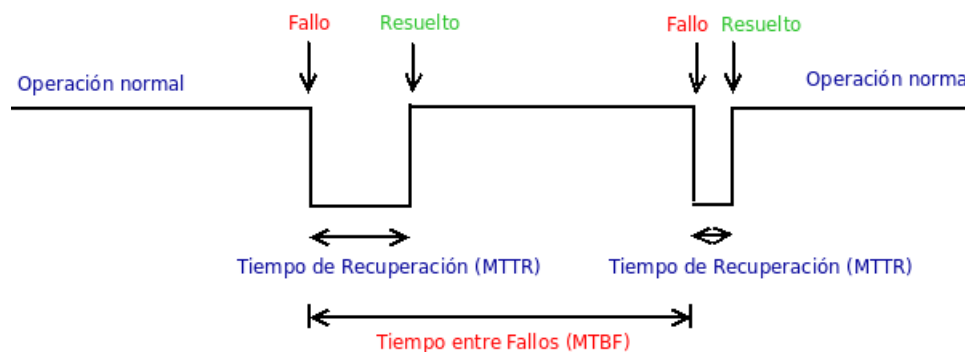 Fallo
Resuelto
Fallo
Resuelto
Operación normal
Operación norma
Tiempo de Recuperación (MTTR)
Tiempo de Recuperación (MTTR)
Tiempo entre Fallos (MTBF)